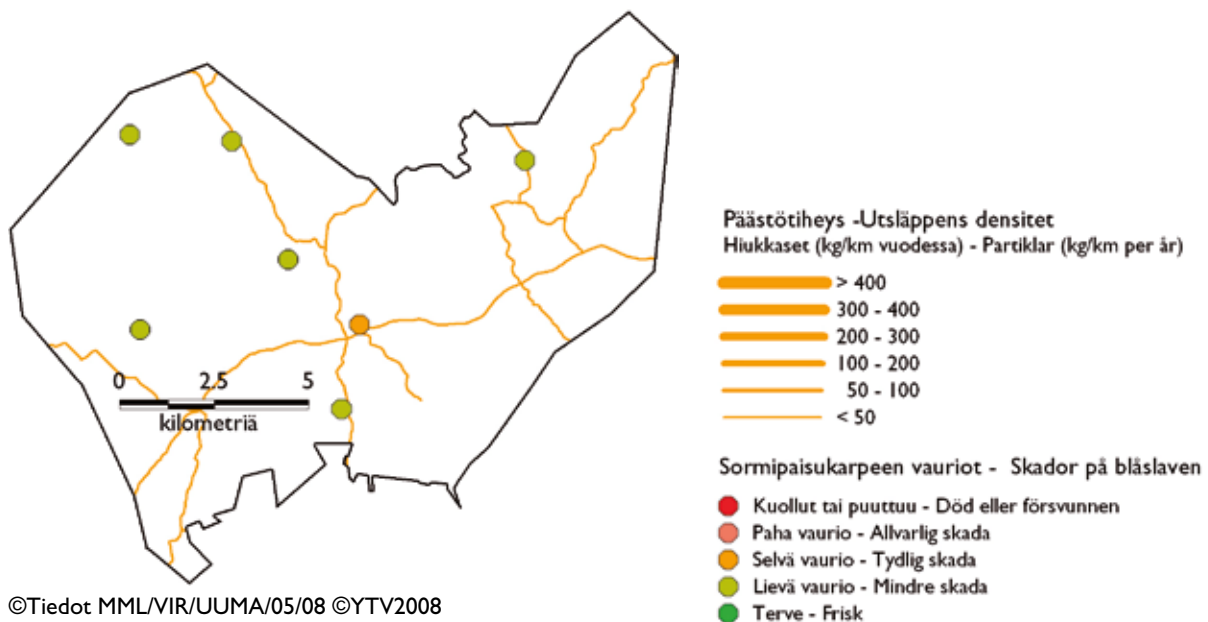 Päästötiheys -Utsläppens densitet
Hiukkaset (kg/km vuodessa) - Partiklar (kg/km per år)
> 400
300 - 400
200 - 300
100 - 200
50 - 100
< 50
0 2.5 5
kilometriä
Sormipaisukarpeen vauriot - Skador på blåslaven
Kuollut tai puuttuu - Död eller försvunnen
Paha vaurio - Allvarlig skada
Selvä vaurio - Tydlig skada
Lievä vaurio - Mindre skada
Terve - Frisk
©Tiedot MML/VIR/UUMA/05/08 ©YTV2008